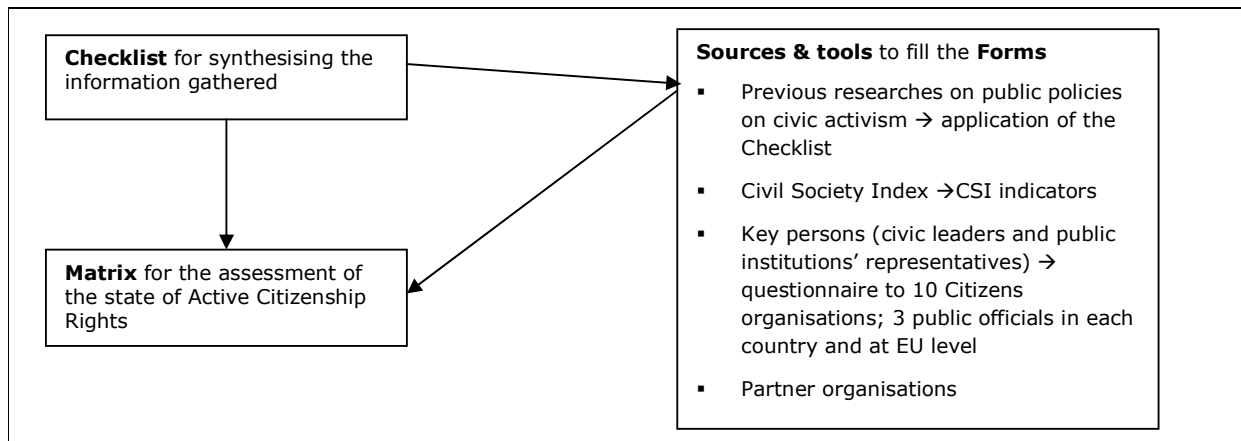 Checklist for synthesising the
information gathered
Matrix for the assessment of
the state of Active Citizenship
Rights
Sources & tools to fill the Forms
▪ Previous researches on public policies
on civic activism → application of the
Checklist
▪ Civil Society Index →CSI indicators
▪ Key persons (civic leaders and public
institutions’ representatives) →
questionnaire to 10 Citizens
organisations; 3 public officials in each
country and at EU level
▪ Partner organisations